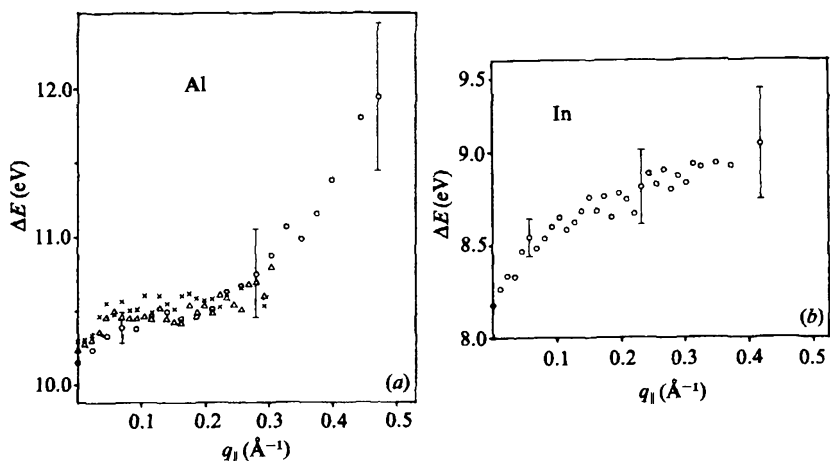 Al
12.0
11.0
10.0
ΔE (eV)
0 0.1 0.2 0.3 0.4 0.5
q∥ (Å⁻¹)
(a)
In
9.5
9.0
8.5
8.0
ΔE (eV)
0.1 0.2 0.3 0.4 0.5
q∥ (Å⁻¹)
(b)